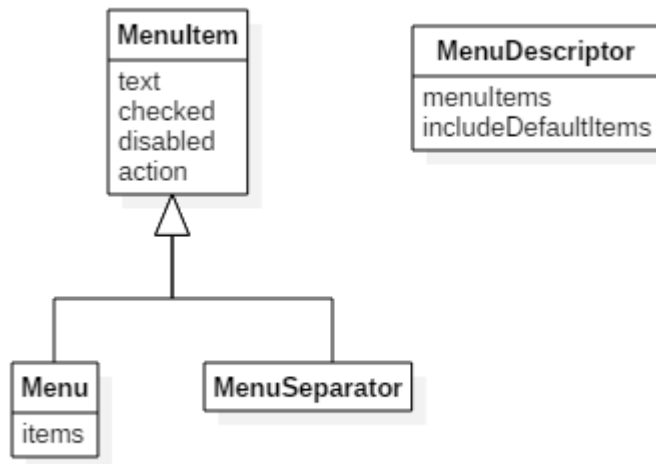 MenuItem
text
checked
disabled
action
MenuDescriptor
menuItems
includeDefaultItems
Menu
items
MenuSeparator